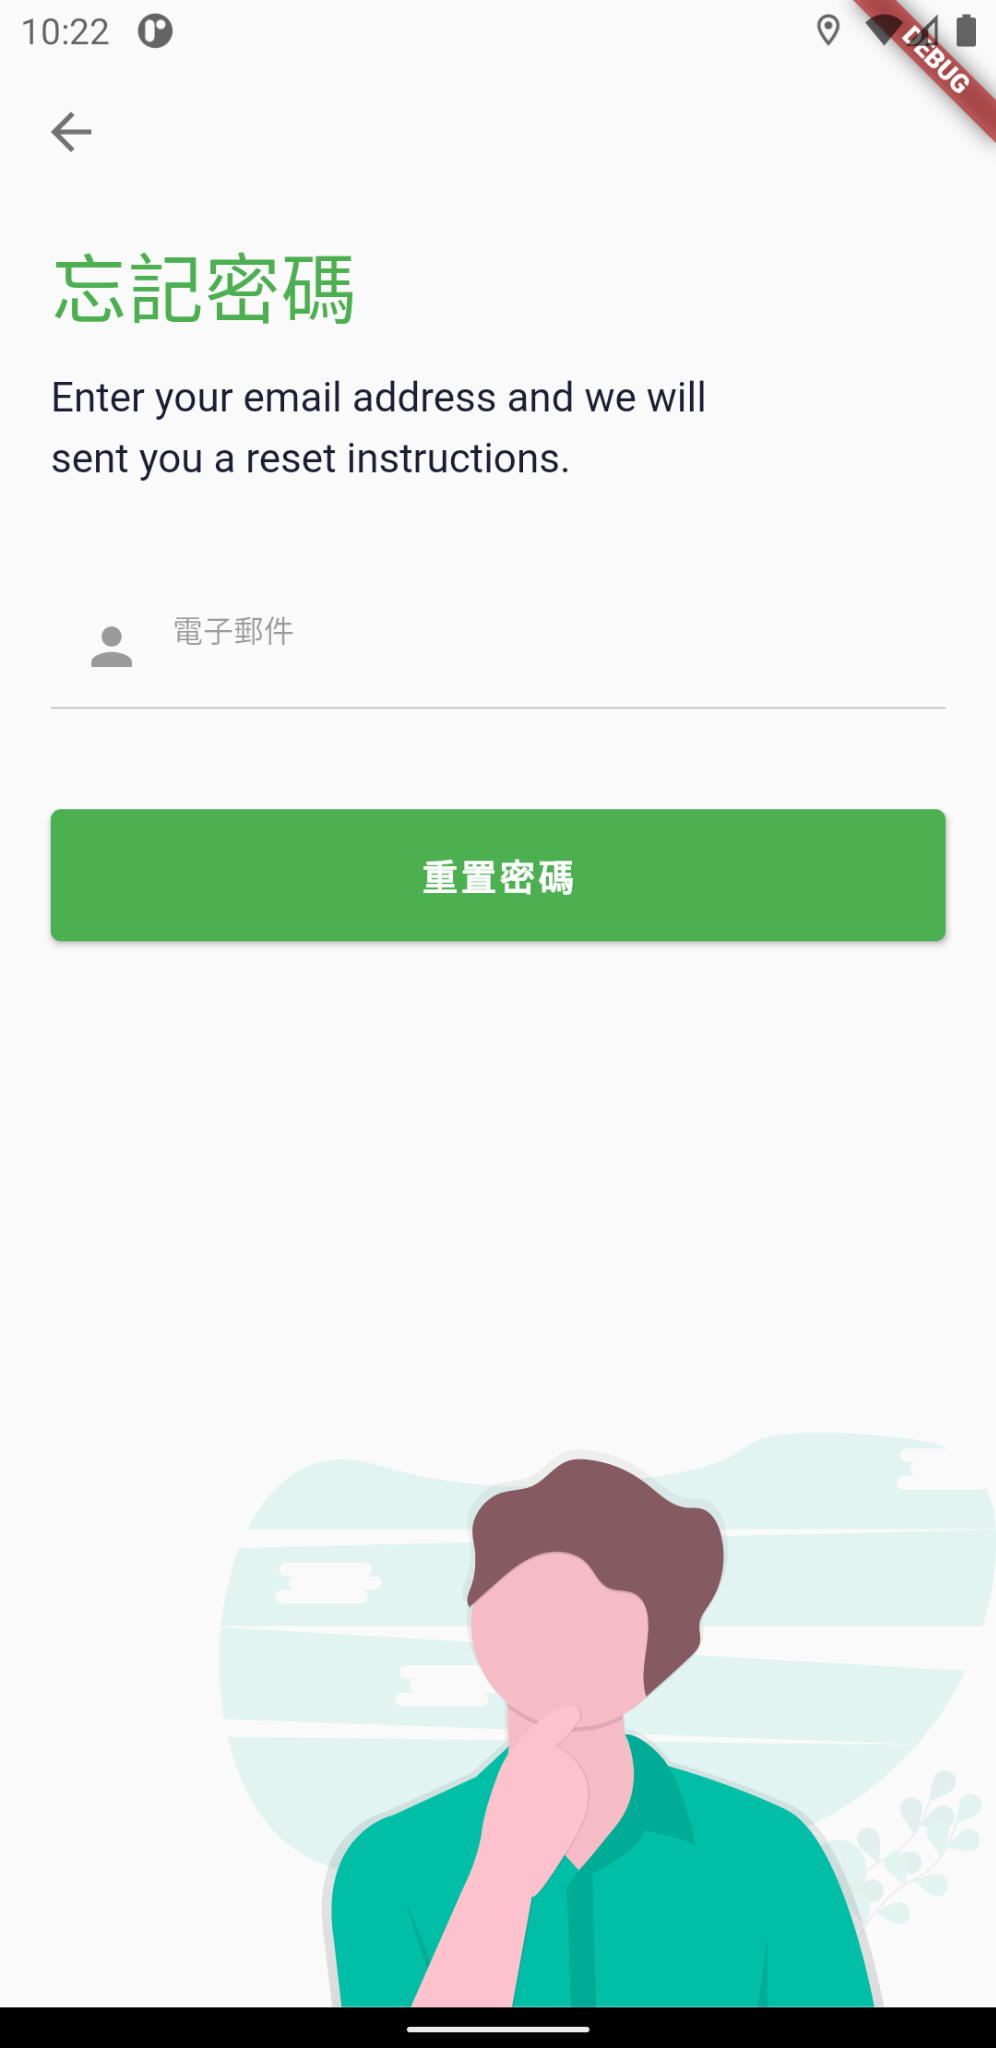 10:22
DEBUG
忘記密碼
Enter your email address and we will
sent you a reset instructions.
電子郵件
重置密碼